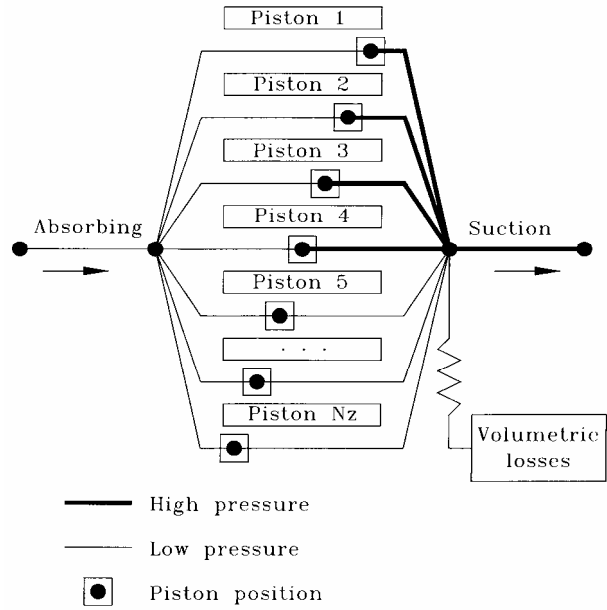 Piston 1
Piston 2
Piston 3
Absorbing
Piston 4
Suction
Piston 5
. . .
Piston Nz
Volumetric
losses
High pressure
Low pressure
Piston position